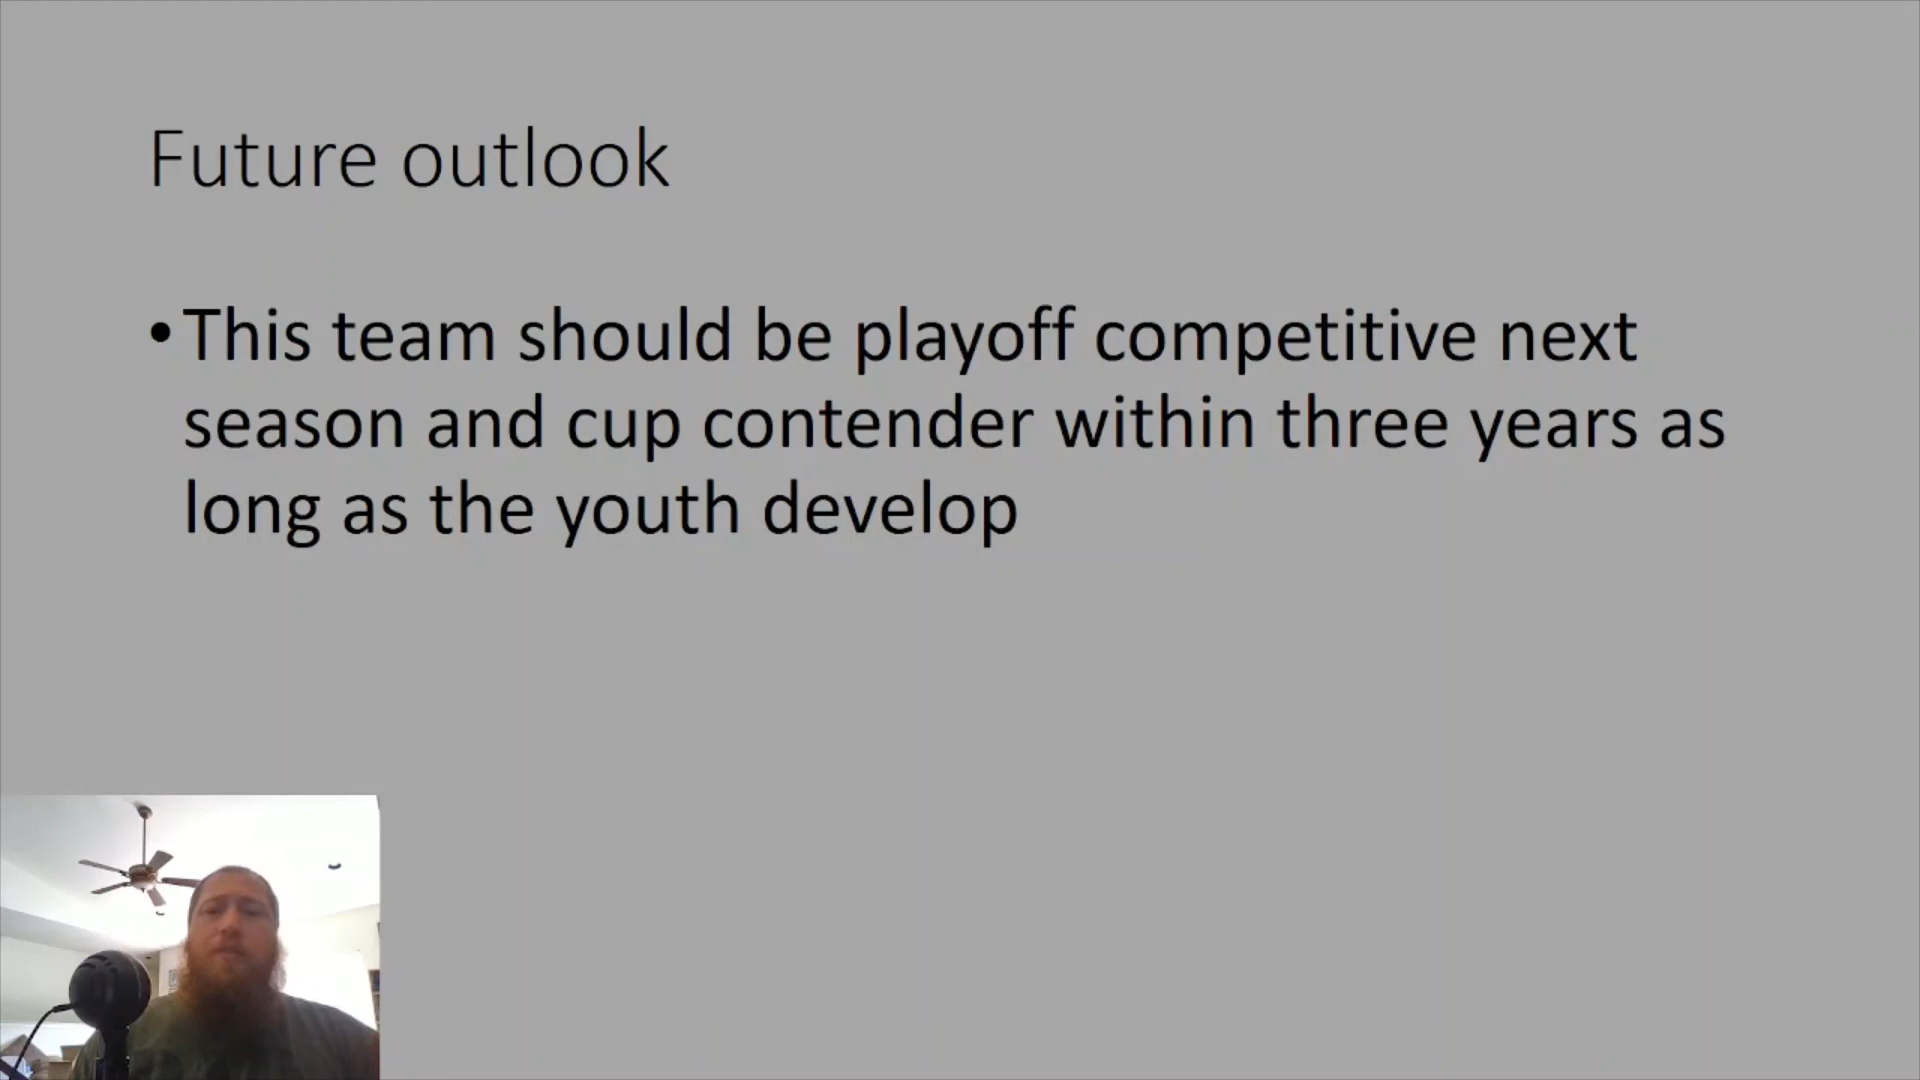 Future outlook
• This team should be playoff competitive next
season and cup contender within three years as
long as the youth develop